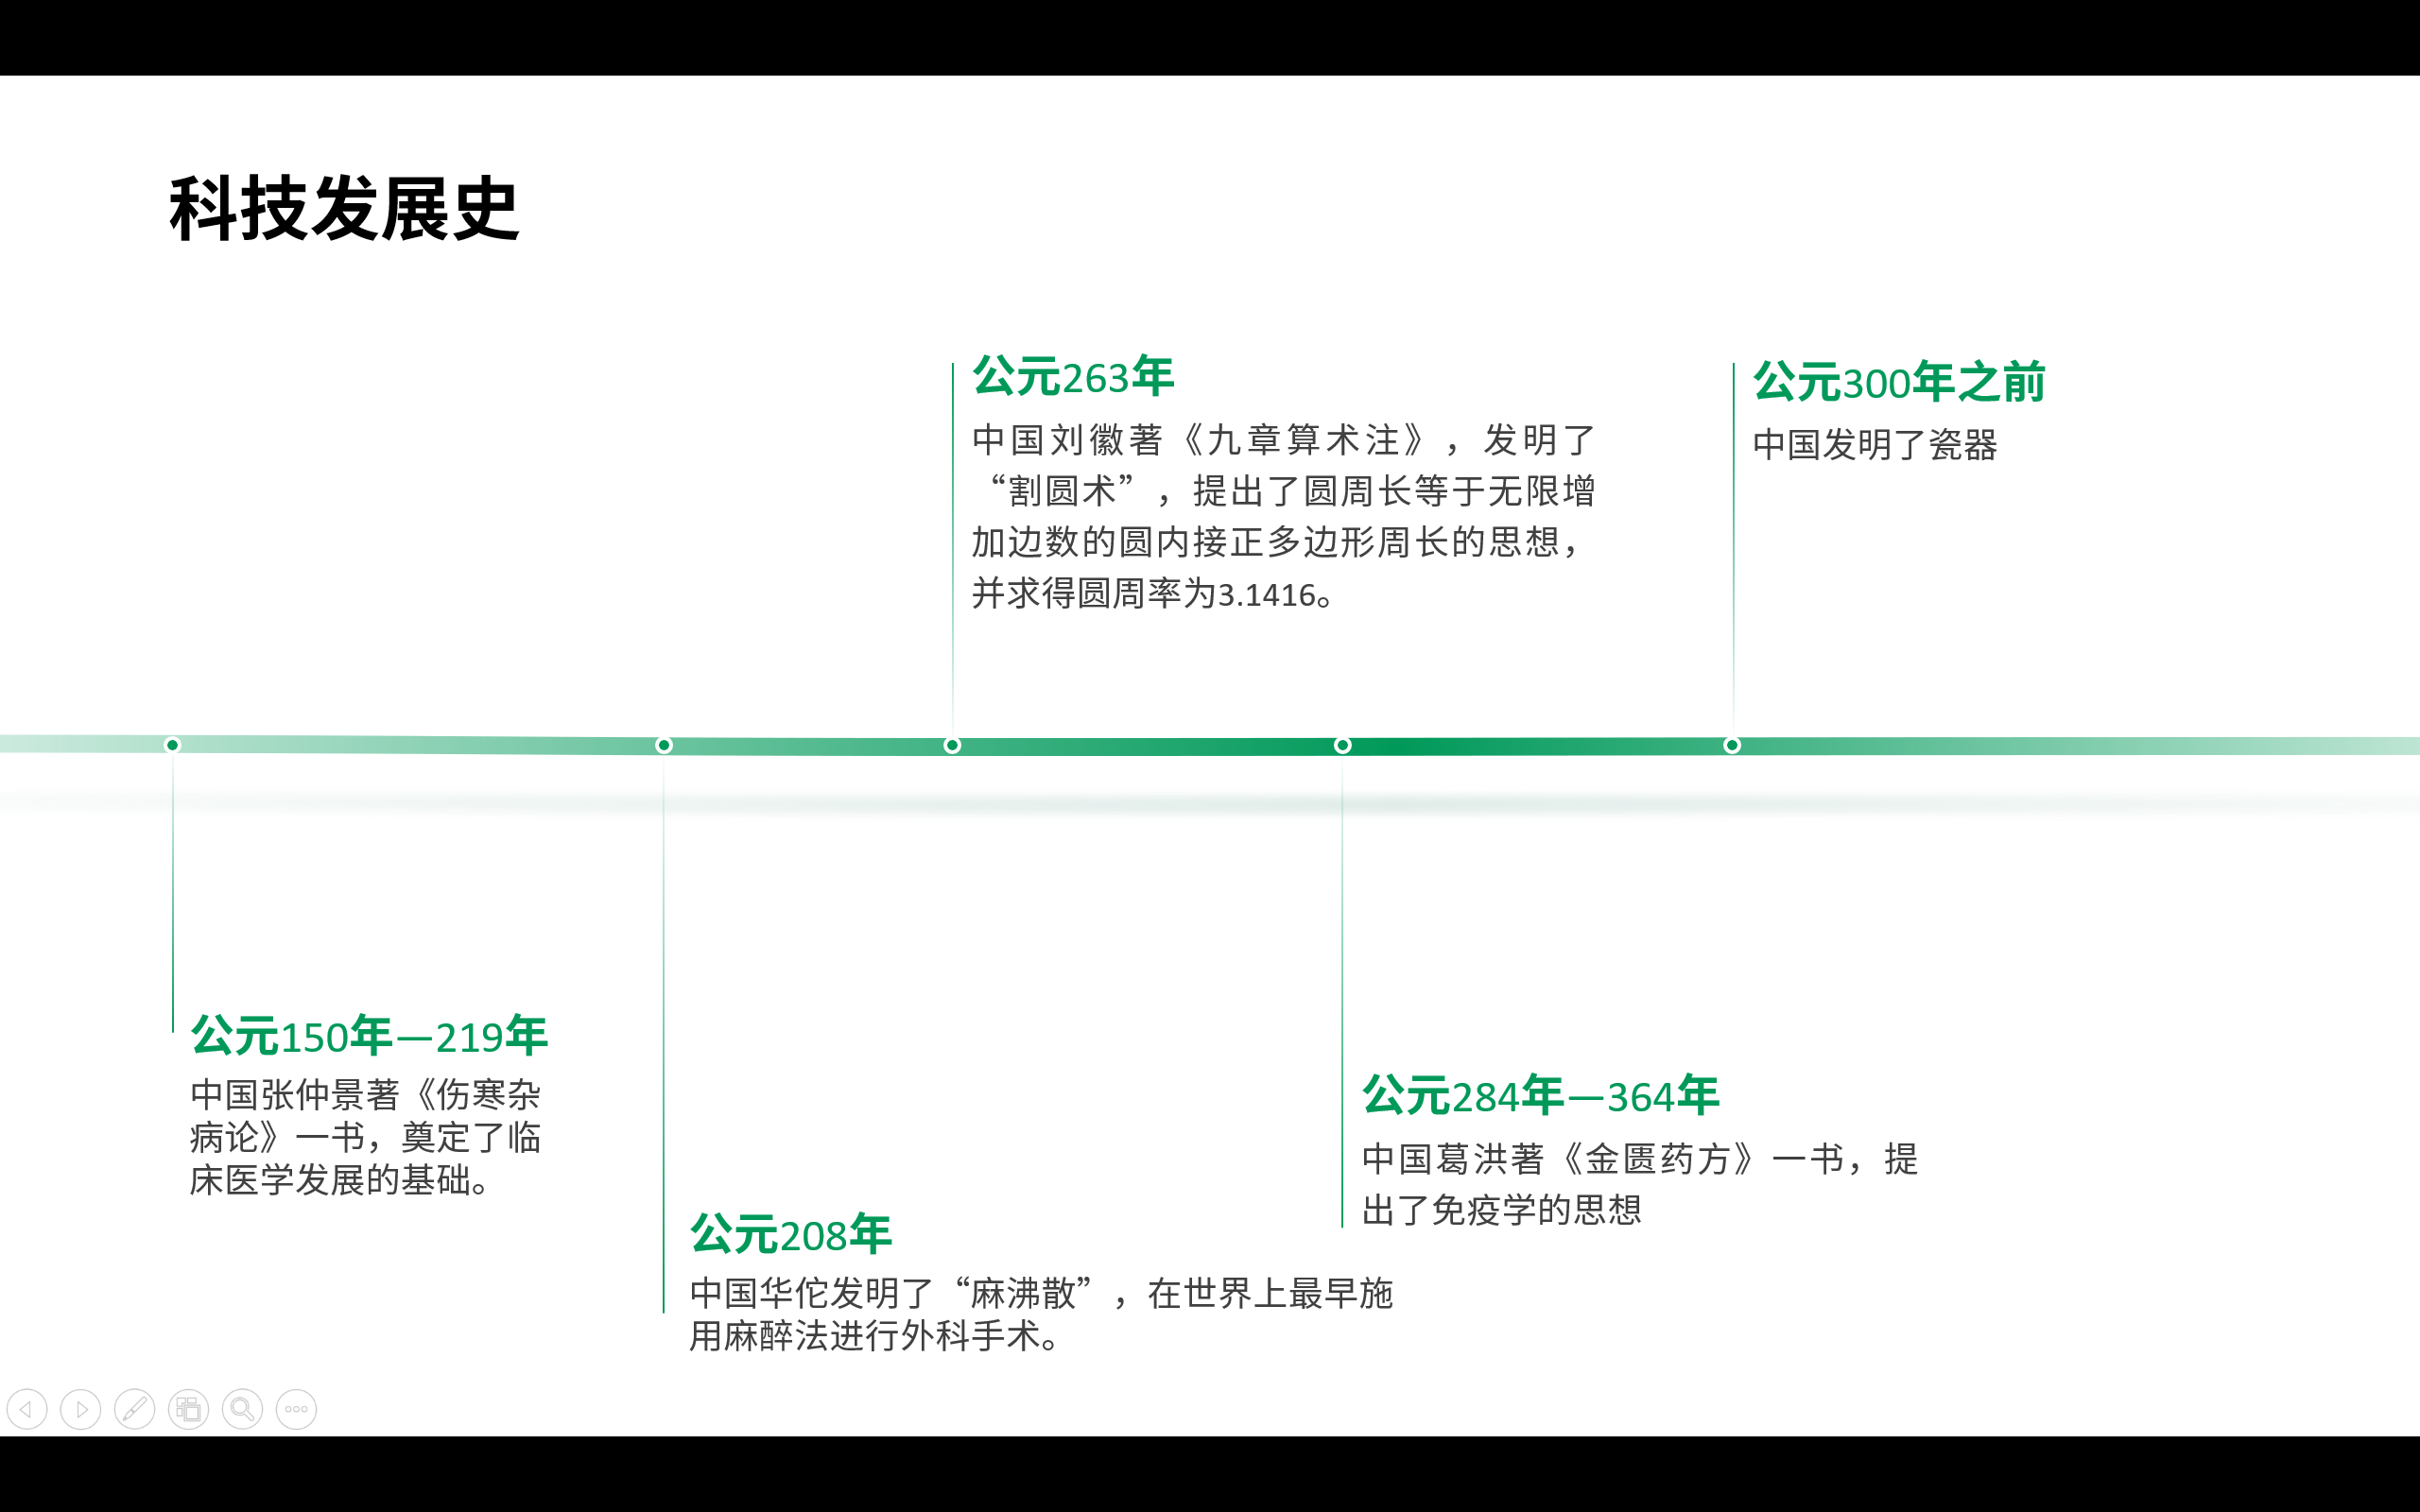 科技发展史
公元263年
中国刘徽著《九章算术注》，发明了
“割圆术”，提出了圆周长等于无限增
加边数的圆内接正多边形周长的思想，
并求得圆周率为3.1416。
公元300年之前
中国发明了瓷器
公元150年—219年
中国张仲景著《伤寒杂
病论》一书，奠定了临
床医学发展的基础。
公元208年
中国华佗发明了“麻沸散”，在世界上最早施
用麻醉法进行外科手术。
公元284年—364年
中国葛洪著《金匮药方》一书，提
出了免疫学的思想